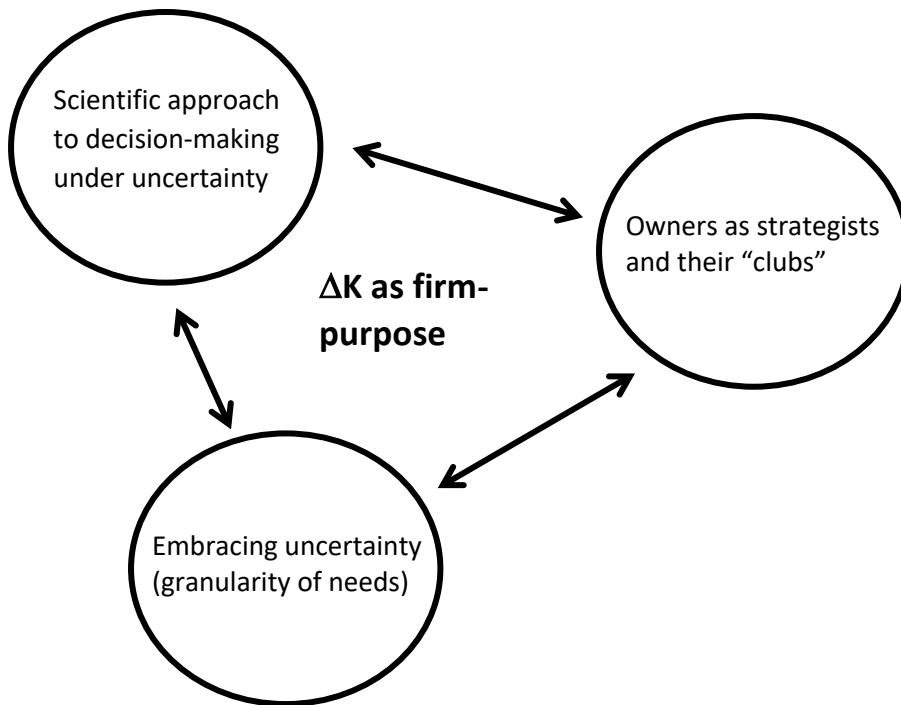 Scientific approach
to decision-making
under uncertainty
Owners as strategists
and their “clubs”
ΔK as firm-
purpose
Embracing uncertainty
(granularity of needs)